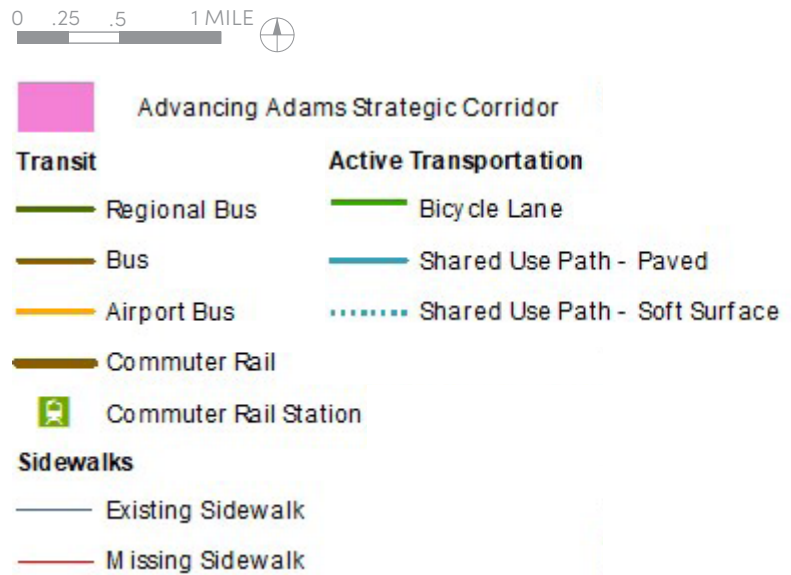 0 .25 .5 1 MILE
Advancing Adams Strategic Corridor
Transit
Regional Bus
Bus
Airport Bus
Commuter Rail
Commuter Rail Station
Active Transportation
Bicycle Lane
Shared Use Path - Paved
Shared Use Path - Soft Surface
Sidewalks
Existing Sidewalk
Missing Sidewalk